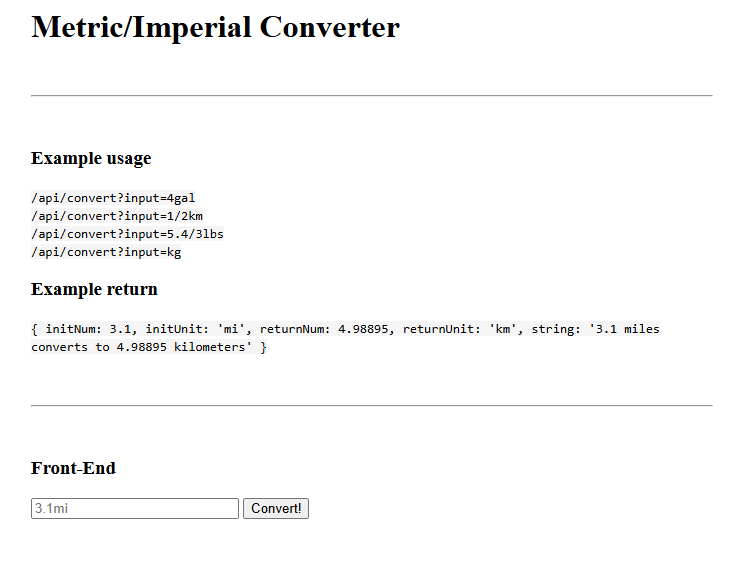 Metric/Imperial Converter
Example usage
/api/convert?input=4gal
/api/convert?input=1/2km
/api/convert?input=5.4/3lbs
/api/convert?input=kg
Example return
{ initNum: 3.1, initUnit: 'mi', returnNum: 4.98895, returnUnit: 'km', string: '3.1 miles
converts to 4.98895 kilometers' }
Front-End
3.1mi Convert!